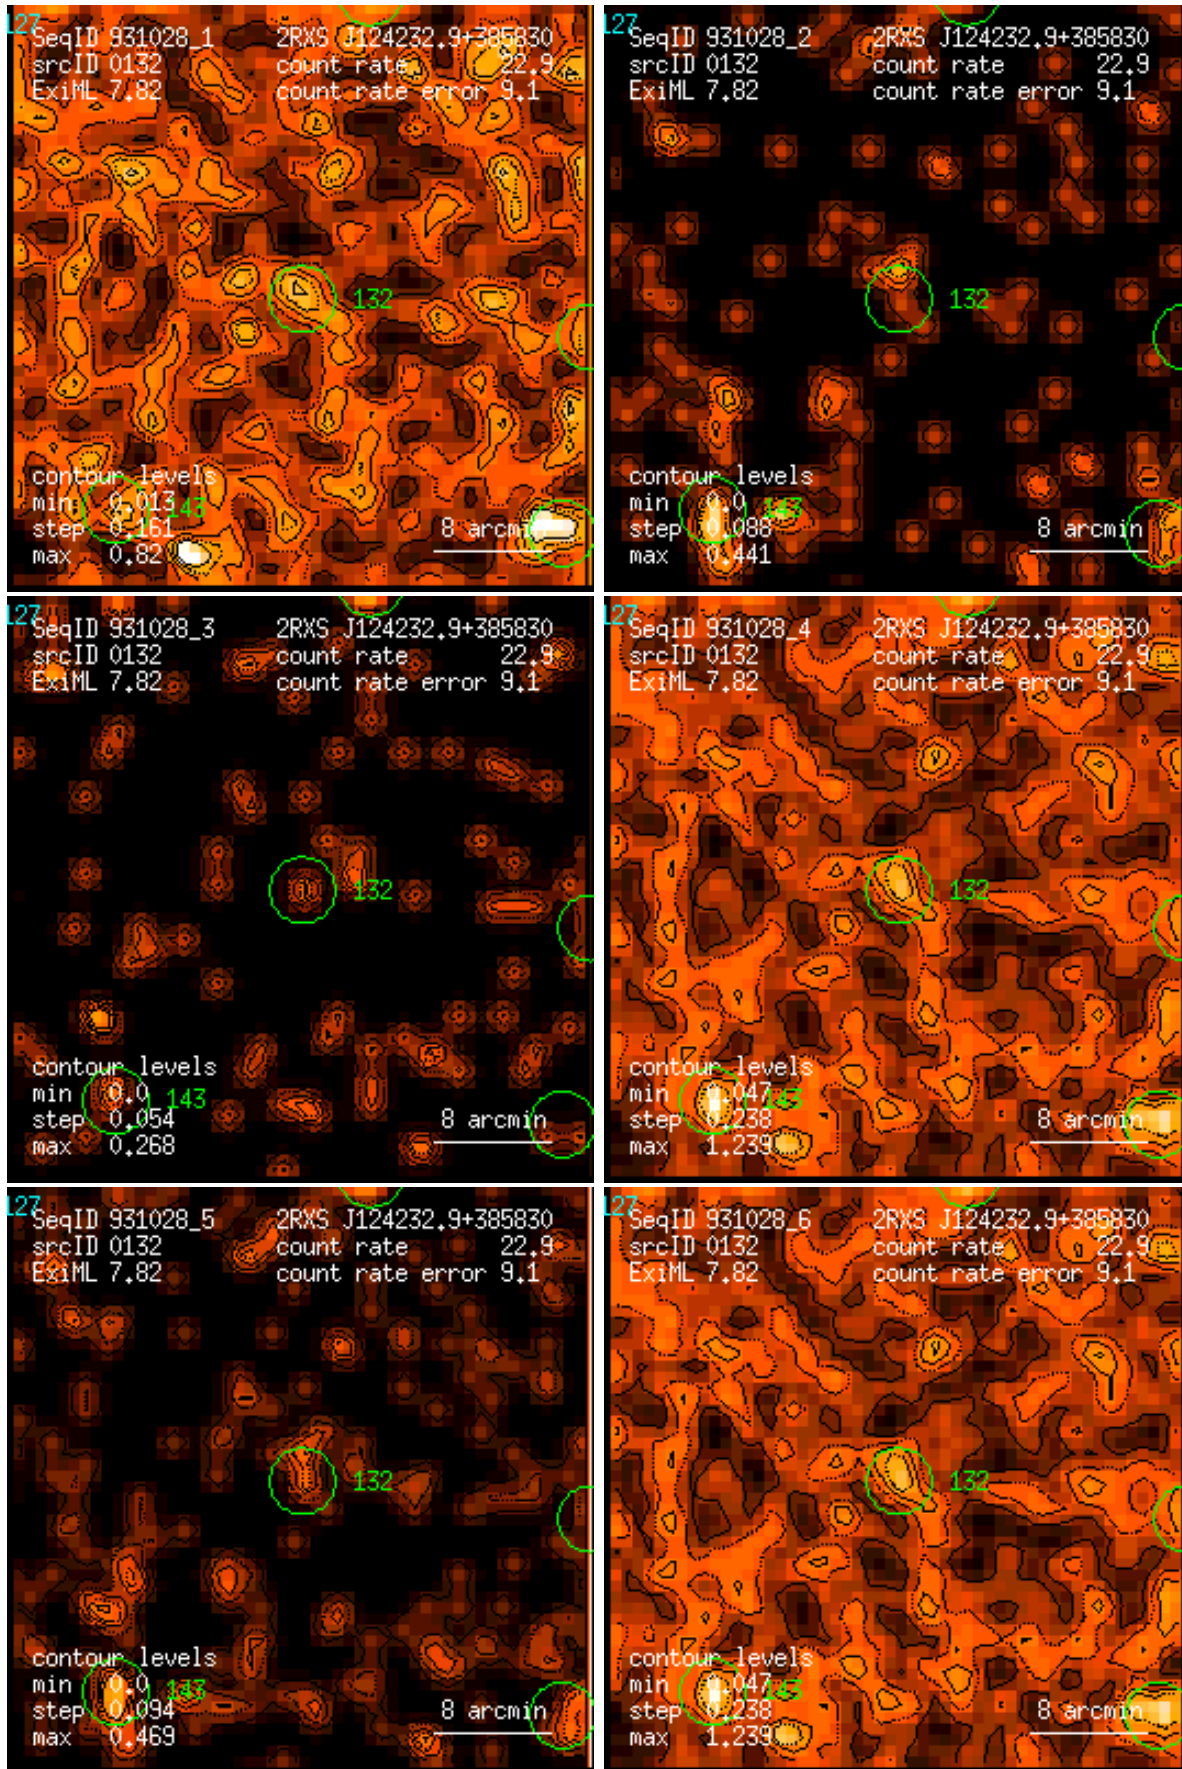 127
SeqID 931028_1 2RXS J124232.9+385830
srcID 0132 count rate 22.9
ExiML 7.82 count rate error 9.1
132
contour levels
min 0.013 143
step 0.161 8 arcmin
max 0.82
127
SeqID 931028_2 2RXS J124232.9+385830
srcID 0132 count rate 22.9
ExiML 7.82 count rate error 9.1
132
contour levels
min 0.0 143
step 0.088 8 arcmin
max 0.441
127
SeqID 931028_3 2RXS J124232.9+385830
srcID 0132 count rate 22.9
ExiML 7.82 count rate error 9.1
132
contour levels
min 0.0 143
step 0.054 8 arcmin
max 0.268
127
SeqID 931028_4 2RXS J124232.9+385830
srcID 0132 count rate 22.9
ExiML 7.82 count rate error 9.1
132
contour levels
min 0.047 143
step 0.238 8 arcmin
max 1.239
127
SeqID 931028_5 2RXS J124232.9+385830
srcID 0132 count rate 22.9
ExiML 7.82 count rate error 9.1
132
contour levels
min 0.0 143
step 0.094 8 arcmin
max 0.469
127
SeqID 931028_6 2RXS J124232.9+385830
srcID 0132 count rate 22.9
ExiML 7.82 count rate error 9.1
132
contour levels
min 0.047 143
step 0.238 8 arcmin
max 1.239